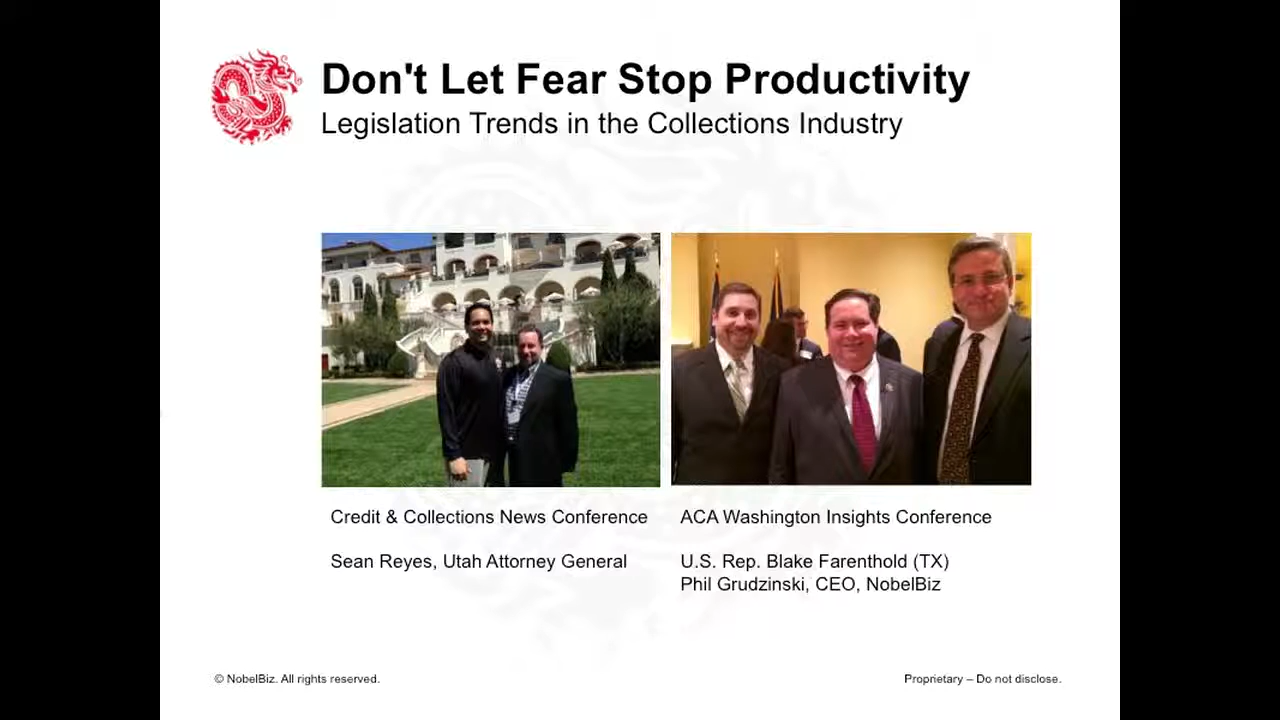 Don't Let Fear Stop Productivity
Legislation Trends in the Collections Industry
Credit & Collections News Conference
Sean Reyes, Utah Attorney General
ACA Washington Insights Conference
U.S. Rep. Blake Farenthold (TX)
Phil Grudzinski, CEO, NobelBiz
© NobelBiz. All rights reserved.
Proprietary – Do not disclose.